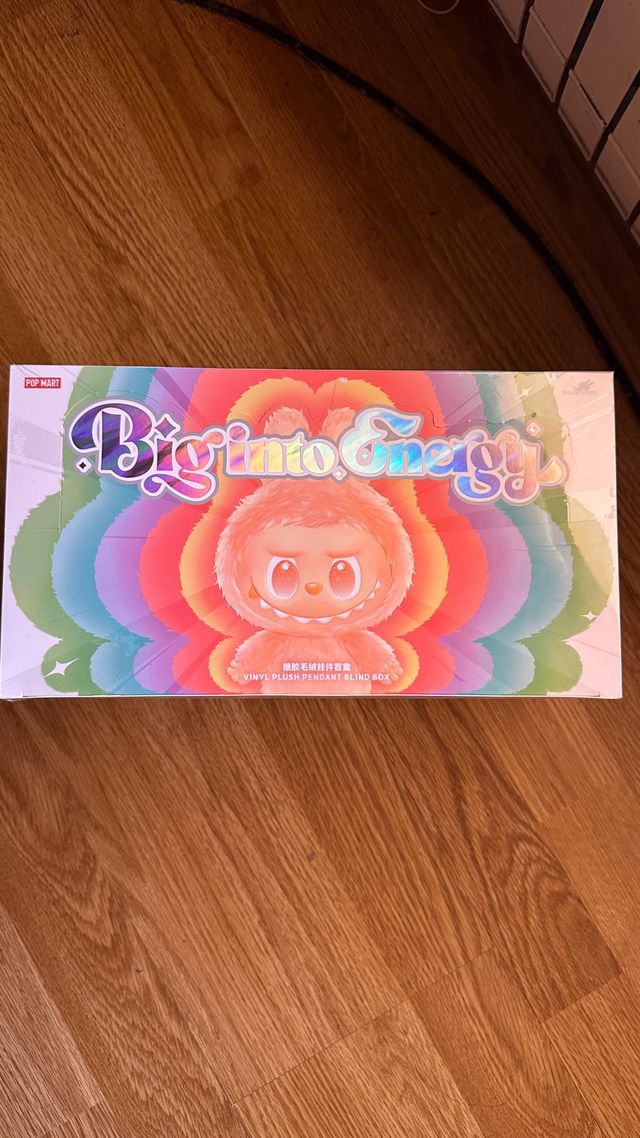 POP MART
Big into Energy
搪胶毛绒挂件盲盒
VINYL PLUSH PENDANT BLIND BOX